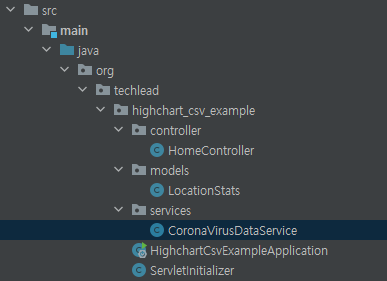 src
main
java
org
techlead
highchart_csv_example
controller
HomeController
models
LocationStats
services
CoronaVirusDataService
HighchartCsvExampleApplication
ServletInitializer